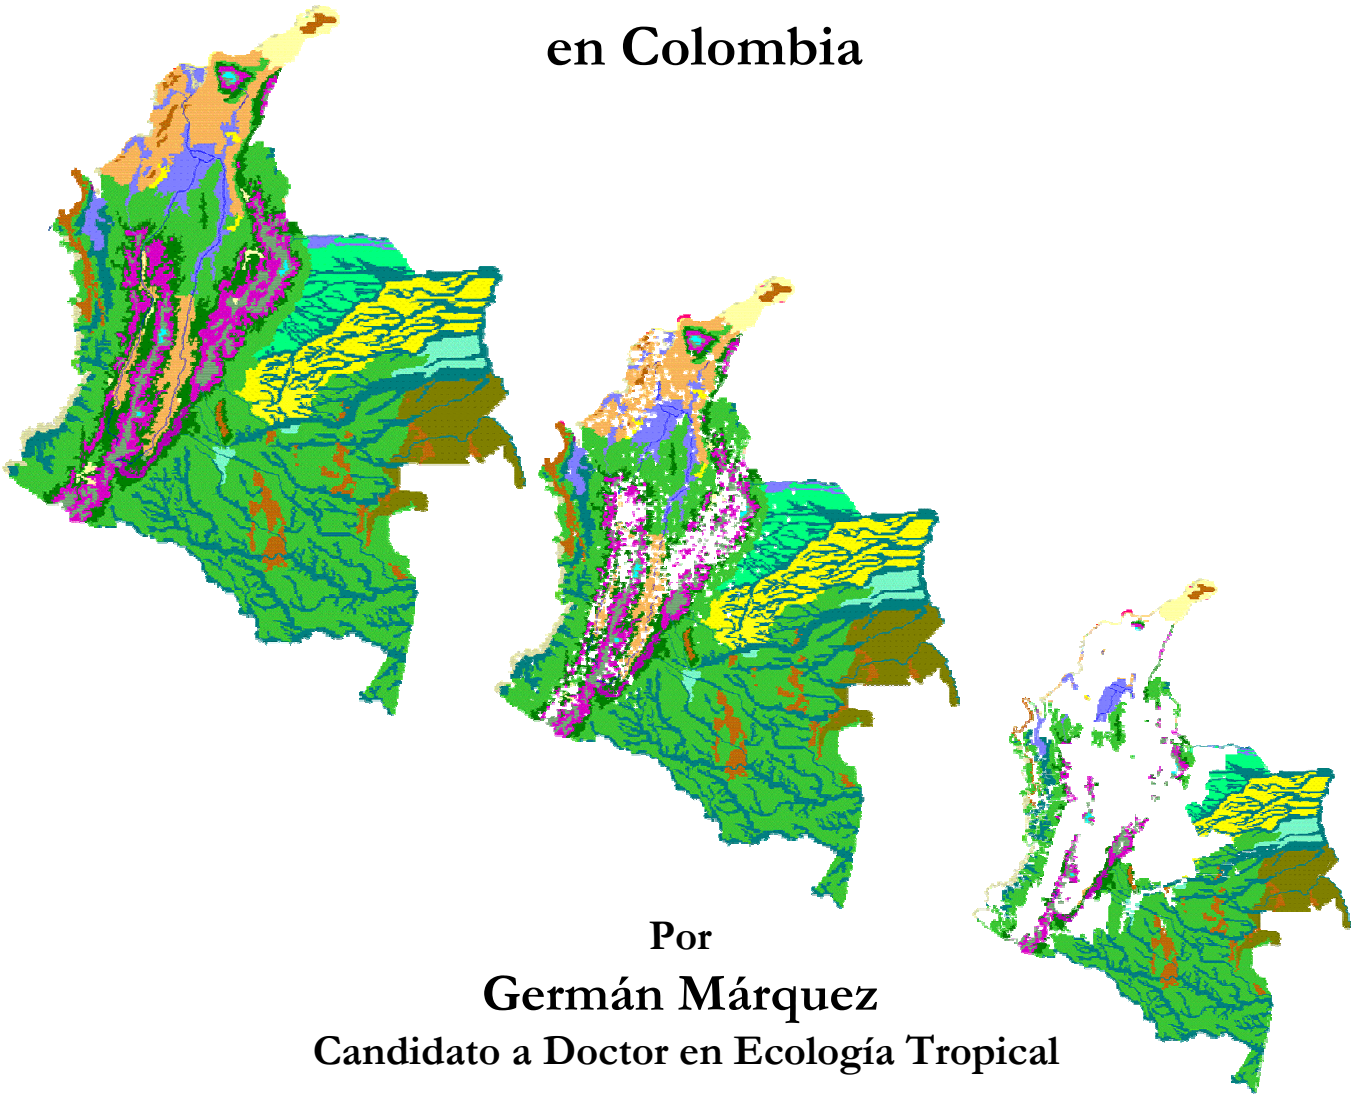 en Colombia
Por
Germán Márquez
Candidato a Doctor en Ecología Tropical